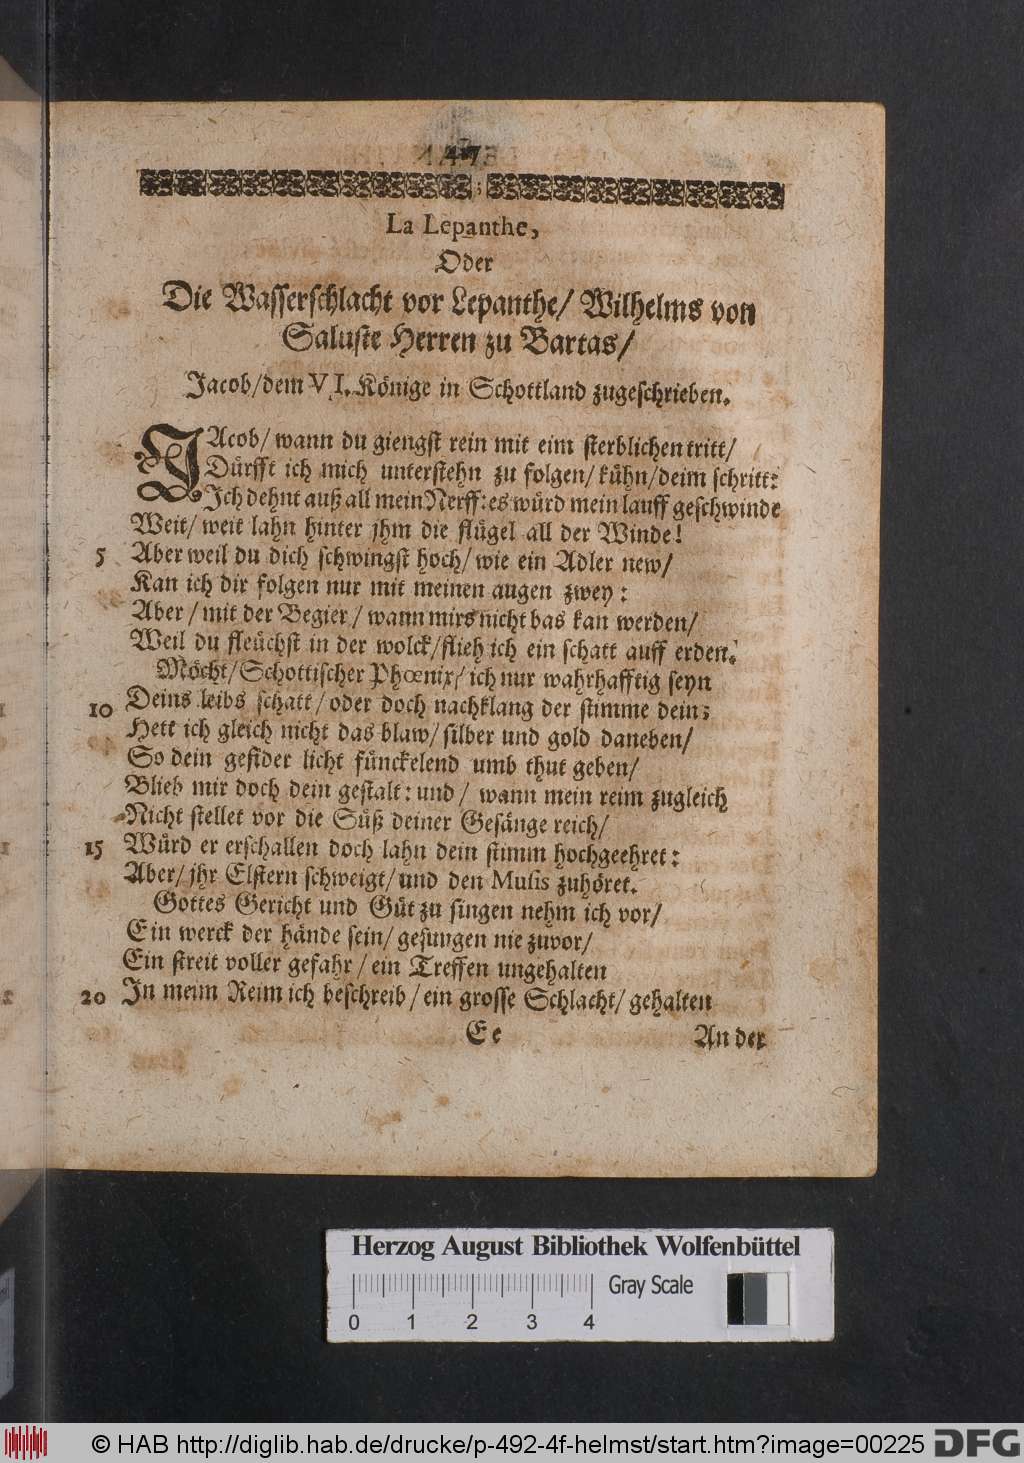 La Lepanthe,
Oder
Die Wasserschlacht vor Lepanthe/ Wilhelms von
Saluste Herren zu Bartas/
Jacob/dem VI. Könige in Schottland zugeschrieben.
JAcob/ wann du giengst rein mit eim sterblichen tritt/
Dürfft ich mich unterstehn zu folgen/ kühn/deim schritt:
Ich dehnt auß all mein Nerff: es würd mein lauff geschwinde
Weit/ weit lahn hinter jhm die flügel all der Winde!
5 Aber weil du dich schwingst hoch/ wie ein Adler new/
Kan ich dir folgen nur mit meinen augen zwey:
Aber/ mit der Begier/ wann mirs nicht bas kan werden/
Weil du fleuchst in der wolck/flieh ich ein schatt auff erden.
Möcht/Schottischer Phœnix/ ich nur wahrhafftig seyn
10 Deins leibs schatt/ oder doch nachklang der stimme dein;
Hett ich gleich nicht das blaw/ silber und gold daneben/
So dein gefider licht fünckelend umb thut geben/
Blieb mir doch dein gestalt: und/ wann mein reim zugleich
Nicht stellet vor die Süß deiner Gesänge reich/
15 Würd er erschallen doch lahn dein stimm hochgeehret:
Aber/ jhr Elstern schweigt/ und den Musis zuhöret.
Gottes Gericht und Güt zu singen nehm ich vor/
Ein werck der hände sein/ gesungen nie zuvor/
Ein streit voller gefahr/ ein Treffen ungehalten
20 In meim Reim ich beschreib/ ein grosse Schlacht/ gehalten
Ee An der
Herzog August Bibliothek Wolfenbüttel
Gray Scale
0 1 2 3 4
© HAB http://diglib.hab.de/drucke/p-492-4f-helmst/start.htm?image=00225 DFG